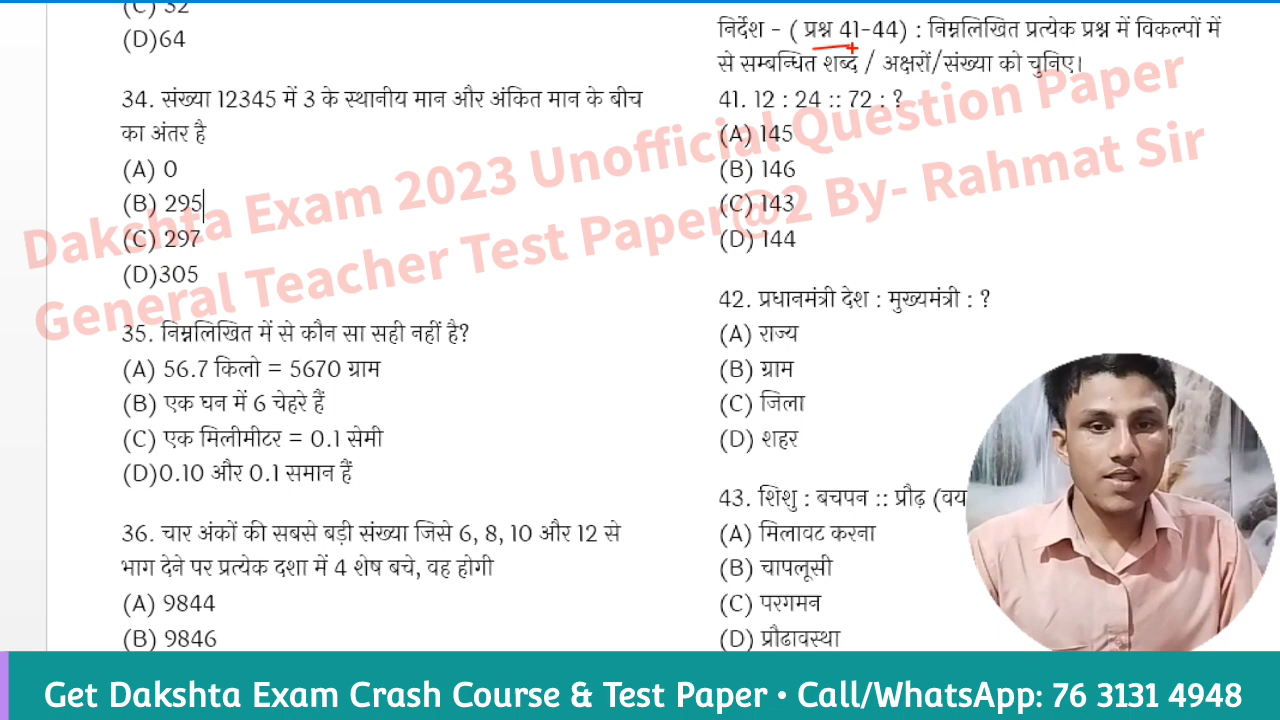 (C) 32
(D)64
34. संख्या 12345 में 3 के स्थानीय मान और अंकित मान के बीच
का अंतर है
(A) 0
(B) 295
(C) 297
(D)305
35. निम्नलिखित में से कौन सा सही नहीं है?
(A) 56.7 किलो = 5670 ग्राम
(B) एक घन में 6 चेहरे हैं
(C) एक मिलीमीटर = 0.1 सेमी
(D)0.10 और 0.1 समान हैं
36. चार अंकों की सबसे बड़ी संख्या जिसे 6, 8, 10 और 12 से
भाग देने पर प्रत्येक दशा में 4 शेष बचे, वह होगी
(A) 9844
(B) 9846
निर्देश - ( प्रश्न 41-44) : निम्नलिखित प्रत्येक प्रश्न में विकल्पों में
से सम्बन्धित शब्द / अक्षरों/संख्या को चुनिए।
41. 12 : 24 :: 72 : ?
(A) 145
(B) 146
(C) 143
(D) 144
42. प्रधानमंत्री देश : मुख्यमंत्री : ?
(A) राज्य
(B) ग्राम
(C) जिला
(D) शहर
43. शिशु : बचपन :: प्रौढ़ (वय
(A) मिलावट करना
(B) चापलूसी
(C) परगमन
(D) प्रौढावस्था
Dakshta Exam 2023 Unofficial Question Paper
General Teacher Test Paper@2 By- Rahmat Sir
Get Dakshta Exam Crash Course & Test Paper • Call/WhatsApp: 76 3131 4948